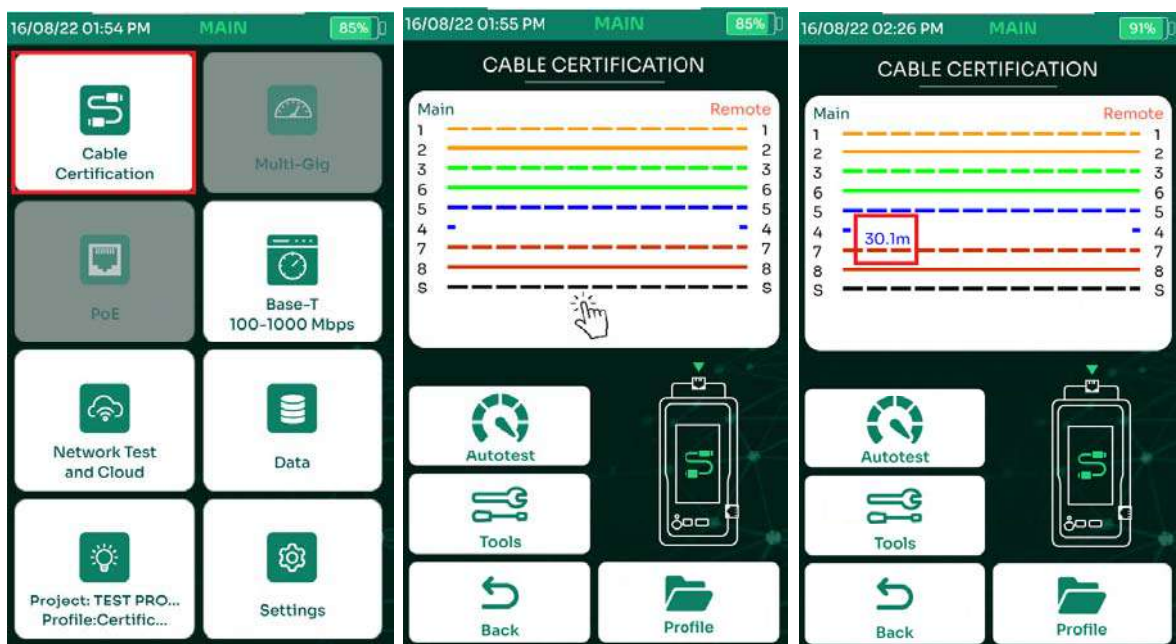 16/08/22 01:54 PM MAIN 85%
Cable
Certification
Multi-Gig
PoE
Base-T
100-1000 Mbps
Network Test
and Cloud
Data
Project: TEST PRO...
Profile:Certific...
Settings
16/08/22 01:55 PM MAIN 85%
CABLE CERTIFICATION
Main Remote
1 1
2 2
3 3
6 6
5 5
4 4
7 7
8 8
S S
Autotest
Tools
Back
Profile
16/08/22 02:26 PM MAIN 91%
CABLE CERTIFICATION
Main Remote
1 1
2 2
3 3
6 6
5 5
4 4
30.1m
7 7
8 8
S S
Autotest
Tools
Back
Profile